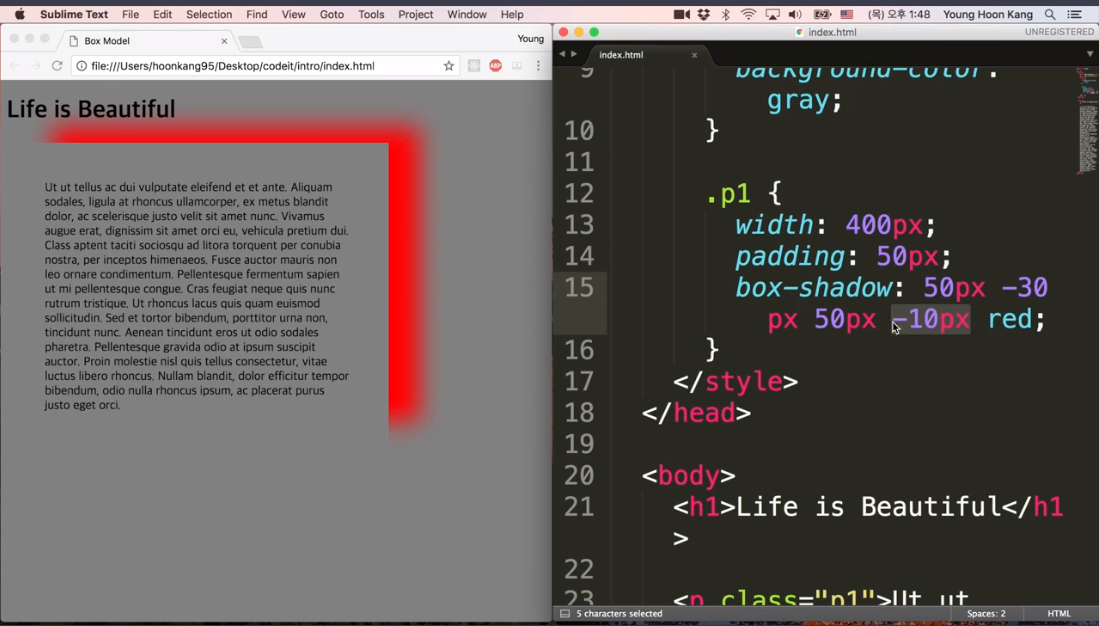 Sublime Text File Edit Selection Find View Goto Tools Project Window Help (목) 오후 1:48 Young Hoon Kang
Box Model
Young
file:///Users/hoonkang95/Desktop/codeit/intro/index.html
ABP
Life is Beautiful
Ut ut tellus ac dui vulputate eleifend et et ante. Aliquam
sodales, ligula at rhoncus ullamcorper, ex metus blandit
dolor, ac scelerisque justo velit sit amet nunc. Vivamus
augue erat, dignissim sit amet orci eu, vehicula pretium dui.
Class aptent taciti sociosqu ad litora torquent per conubia
nostra, per inceptos himenaeos. Fusce auctor mauris non
leo ornare condimentum. Pellentesque fermentum sapien
ut mi pellentesque congue. Cras feugiat neque quis nunc
rutrum tristique. Ut rhoncus lacus quis quam euismod
sollicitudin. Sed et tortor bibendum, porttitor urna non,
tincidunt nunc. Aenean tincidunt eros ut odio sodales
pharetra. Pellentesque gravida odio at ipsum suscipit
auctor. Proin molestie nisl quis tellus consectetur, vitae
luctus libero rhoncus. Nullam blandit, dolor efficitur tempor
bibendum, odio nulla rhoncus ipsum, ac placerat purus
justo eget orci.
index.html
UNREGISTERED
index.html
9 background-color:
gray;
10 }
11
12 .p1 {
13 width: 400px;
14 padding: 50px;
15 box-shadow: 50px -30
px 50px -10px red;
16 }
17 </style>
18 </head>
19
20 <body>
21 <h1>Life is Beautiful</h1
>
22
23 <p class="p1">Ut ut
5 characters selected
Spaces: 2
HTML